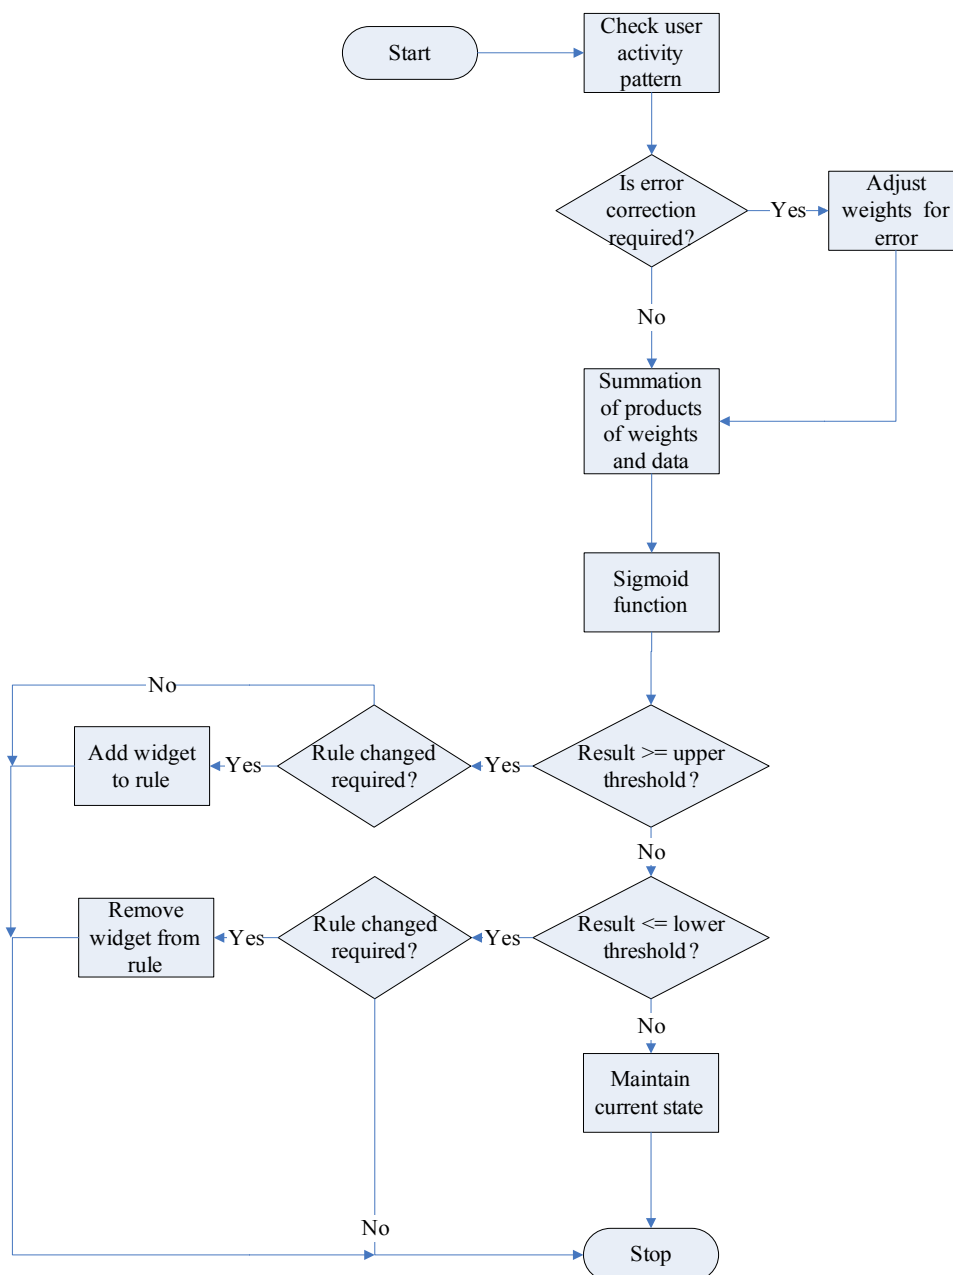 Start
Check user
activity
pattern
Is error
correction
required?
Yes
Adjust
weights for
error
No
Summation
of products
of weights
and data
Sigmoid
function
No
Add widget
to rule
Yes
Rule changed
required?
Yes
Result >= upper
threshold?
No
Remove
widget from
rule
Yes
Rule changed
required?
Yes
Result <= lower
threshold?
No
Maintain
current state
No
Stop